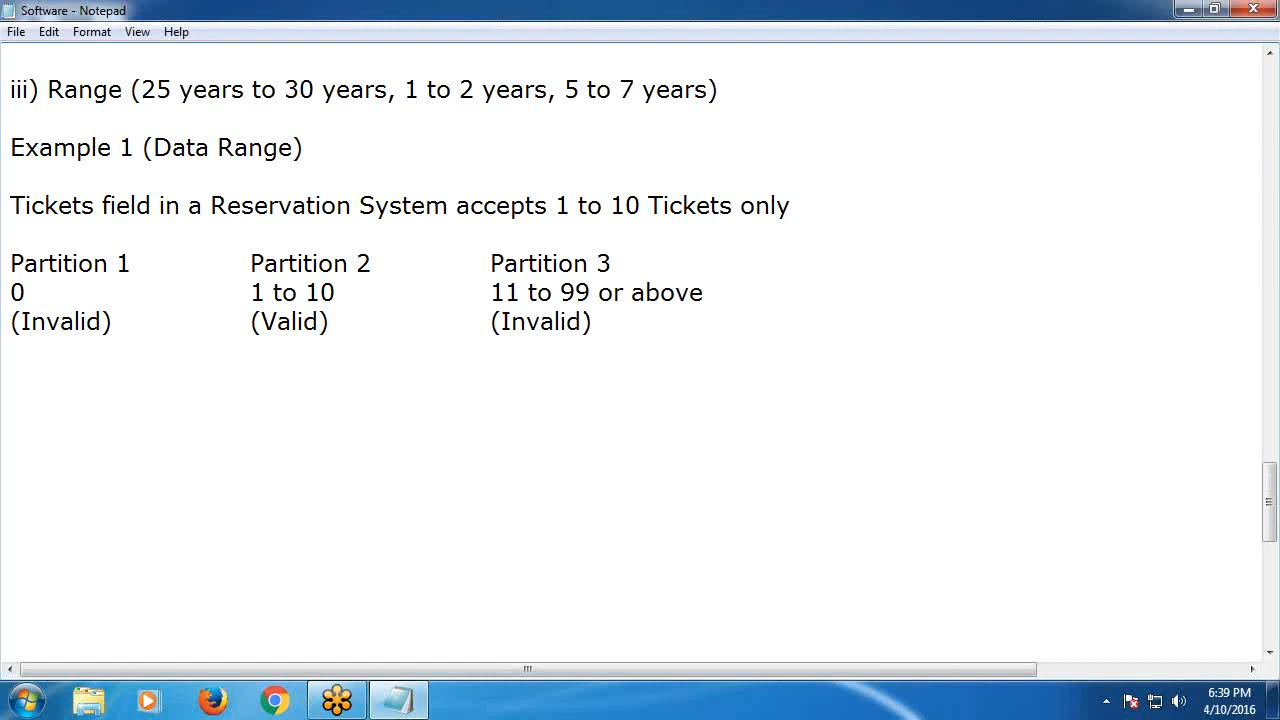 Software - Notepad
File Edit Format View Help
iii) Range (25 years to 30 years, 1 to 2 years, 5 to 7 years)
Example 1 (Data Range)
Tickets field in a Reservation System accepts 1 to 10 Tickets only
Partition 1 Partition 2 Partition 3
0 1 to 10 11 to 99 or above
(Invalid) (Valid) (Invalid)
6:39 PM
4/10/2016